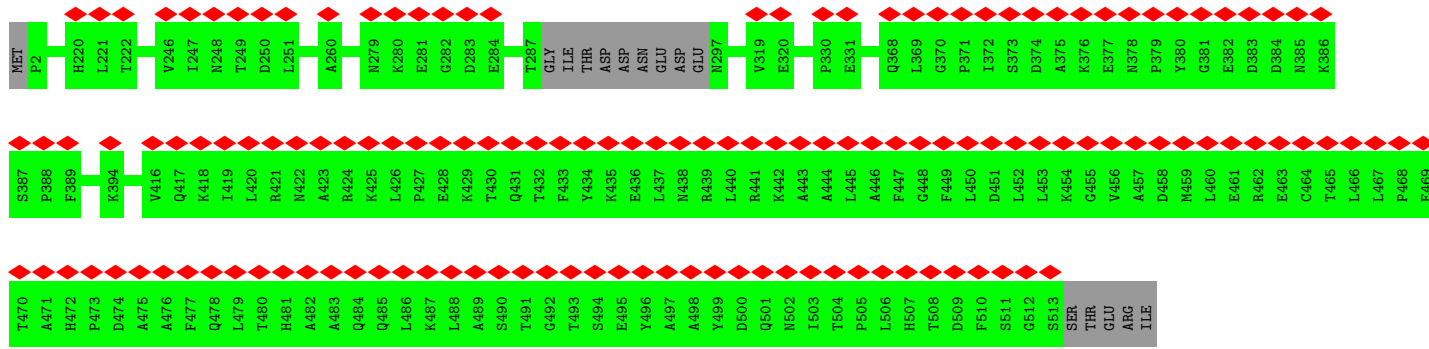 MET P2 H220 L221 T222 V246 I247 N248 T249 D250 L251 A260 N279 K280 E281 G282 D283 E284 T287 GLY ILE THR ASP ASP ASN GLU ASP GLU N297 V319 E320 P330 E331 Q368 L369 G370 P371 I372 S373 D374 A375 K376 E377 N378 P379 Y380 G381 E382 D383 D384 N385 K386
S387 P388 F389 K394 V416 Q417 K418 I419 L420 R421 N422 A423 R424 K425 L426 P427 E428 K429 T430 Q431 T432 F433 Y434 K435 E436 L437 N438 R439 L440 R441 K442 A443 A444 L445 A446 F447 G448 F449 L450 D451 L452 L453 K454 G455 V456 A457 D458 M459 L460 E461 R462 E463 C464 T465 L466 L467 P468 E469
T470 A471 H472 P473 D474 A475 A476 F477 Q478 L479 T480 H481 A482 A483 Q484 Q485 L486 K487 L488 A489 S490 T491 G492 T493 S494 E495 Y496 A497 A498 Y499 D500 Q501 N502 I503 T504 P505 L506 H507 T508 D509 F510 S511 G512 S513 SER THR GLU ARG ILE